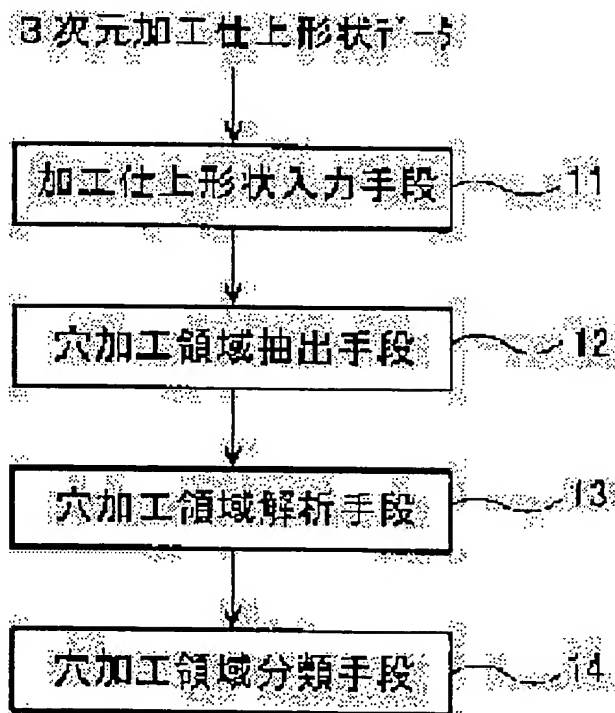 3次元加工仕上形状データ
加工仕上形状入力手段 11
穴加工領域抽出手段 12
穴加工領域解析手段 13
穴加工領域分類手段 14